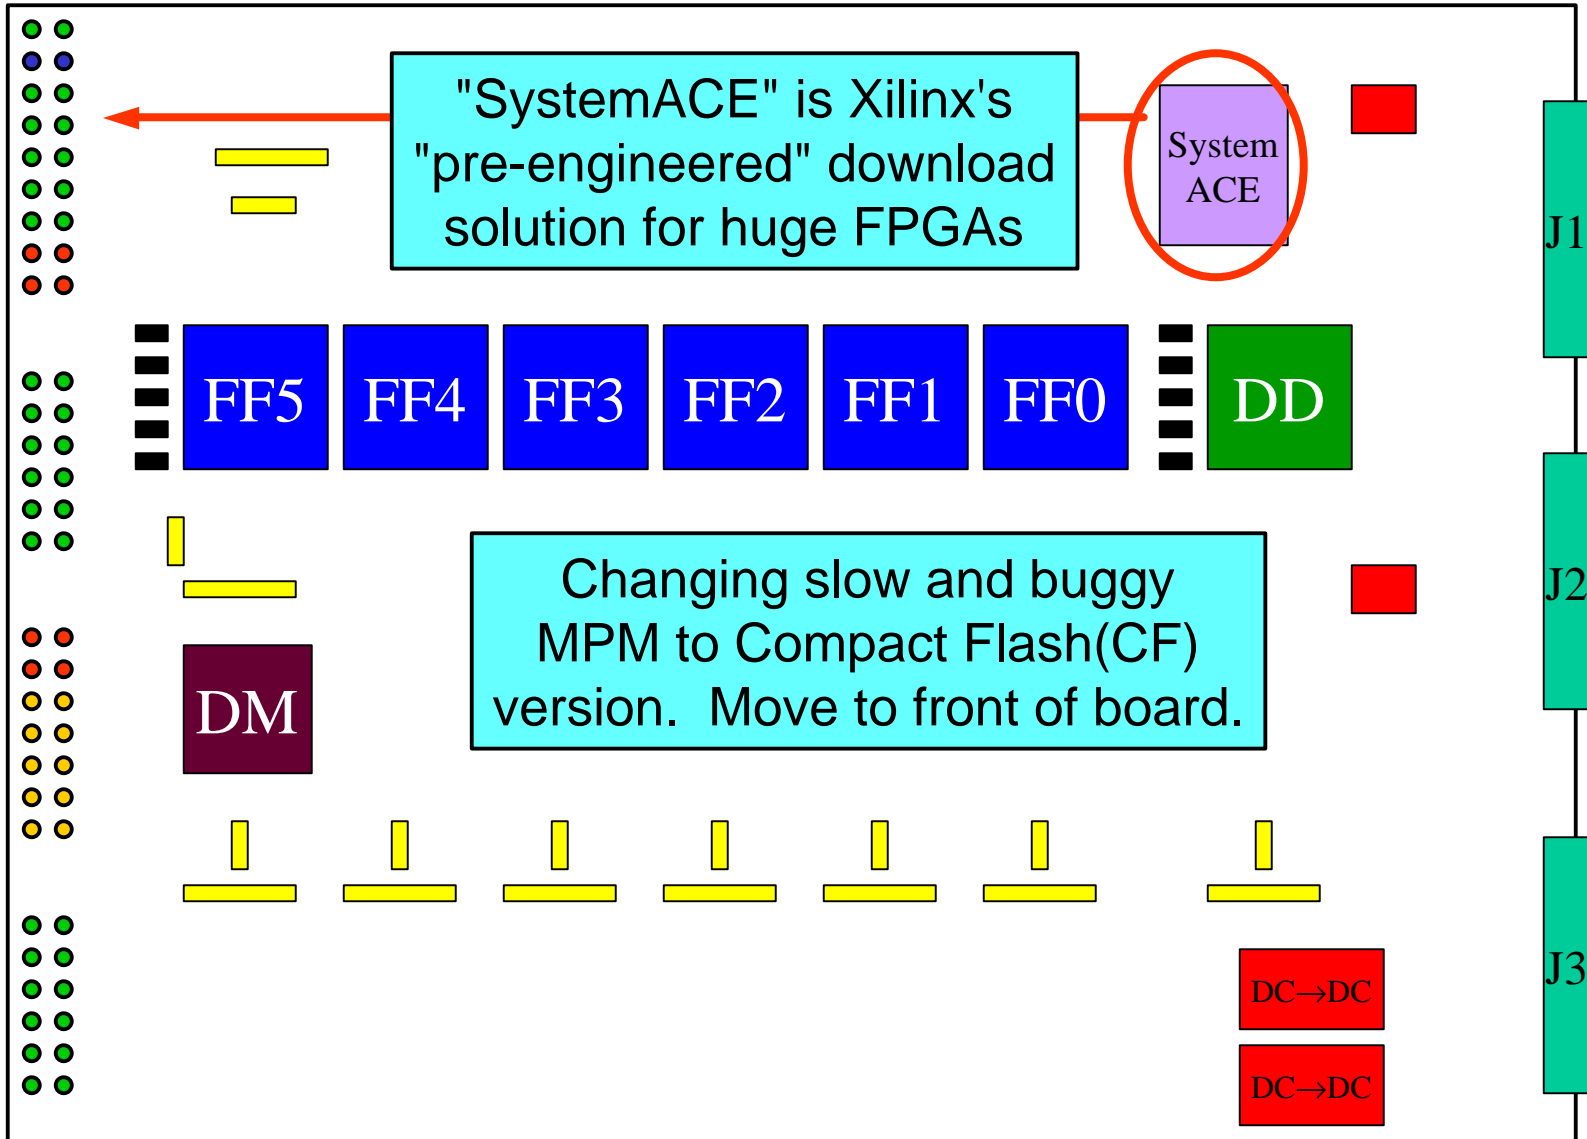 "SystemACE" is Xilinx's
"pre-engineered" download
solution for huge FPGAs
System
ACE
J1
FF5 FF4 FF3 FF2 FF1 FF0 DD
Changing slow and buggy
MPM to Compact Flash(CF)
version.  Move to front of board.
J2
DM
J3
DC→DC
DC→DC